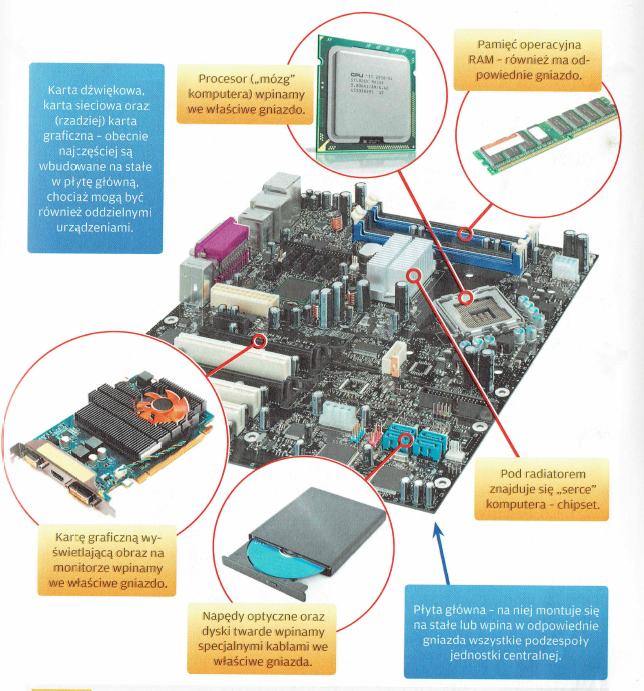 Pamięć operacyjna
RAM – również ma od-
powiednie gniazdo.
Procesor („mózg”
komputera) wpinamy
we właściwe gniazdo.
Karta dźwiękowa,
karta sieciowa oraz
(rzadziej) karta
graficzna – obecnie
najczęściej są
wbudowane na stałe
w płytę główną,
chociaż mogą być
również oddzielnymi
urządzeniami.
Pod radiatorem
znajduje się „serce”
komputera – chipset.
Kartę graficzną wy-
świetlającą obraz na
monitorze wpinamy
we właściwe gniazdo.
Napędy optyczne oraz
dyski twarde wpinamy
specjalnymi kablami we
właściwe gniazda.
Płyta główna – na niej montuje się
na stałe lub wpina w odpowiednie
gniazda wszystkie podzespoły
jednostki centralnej.